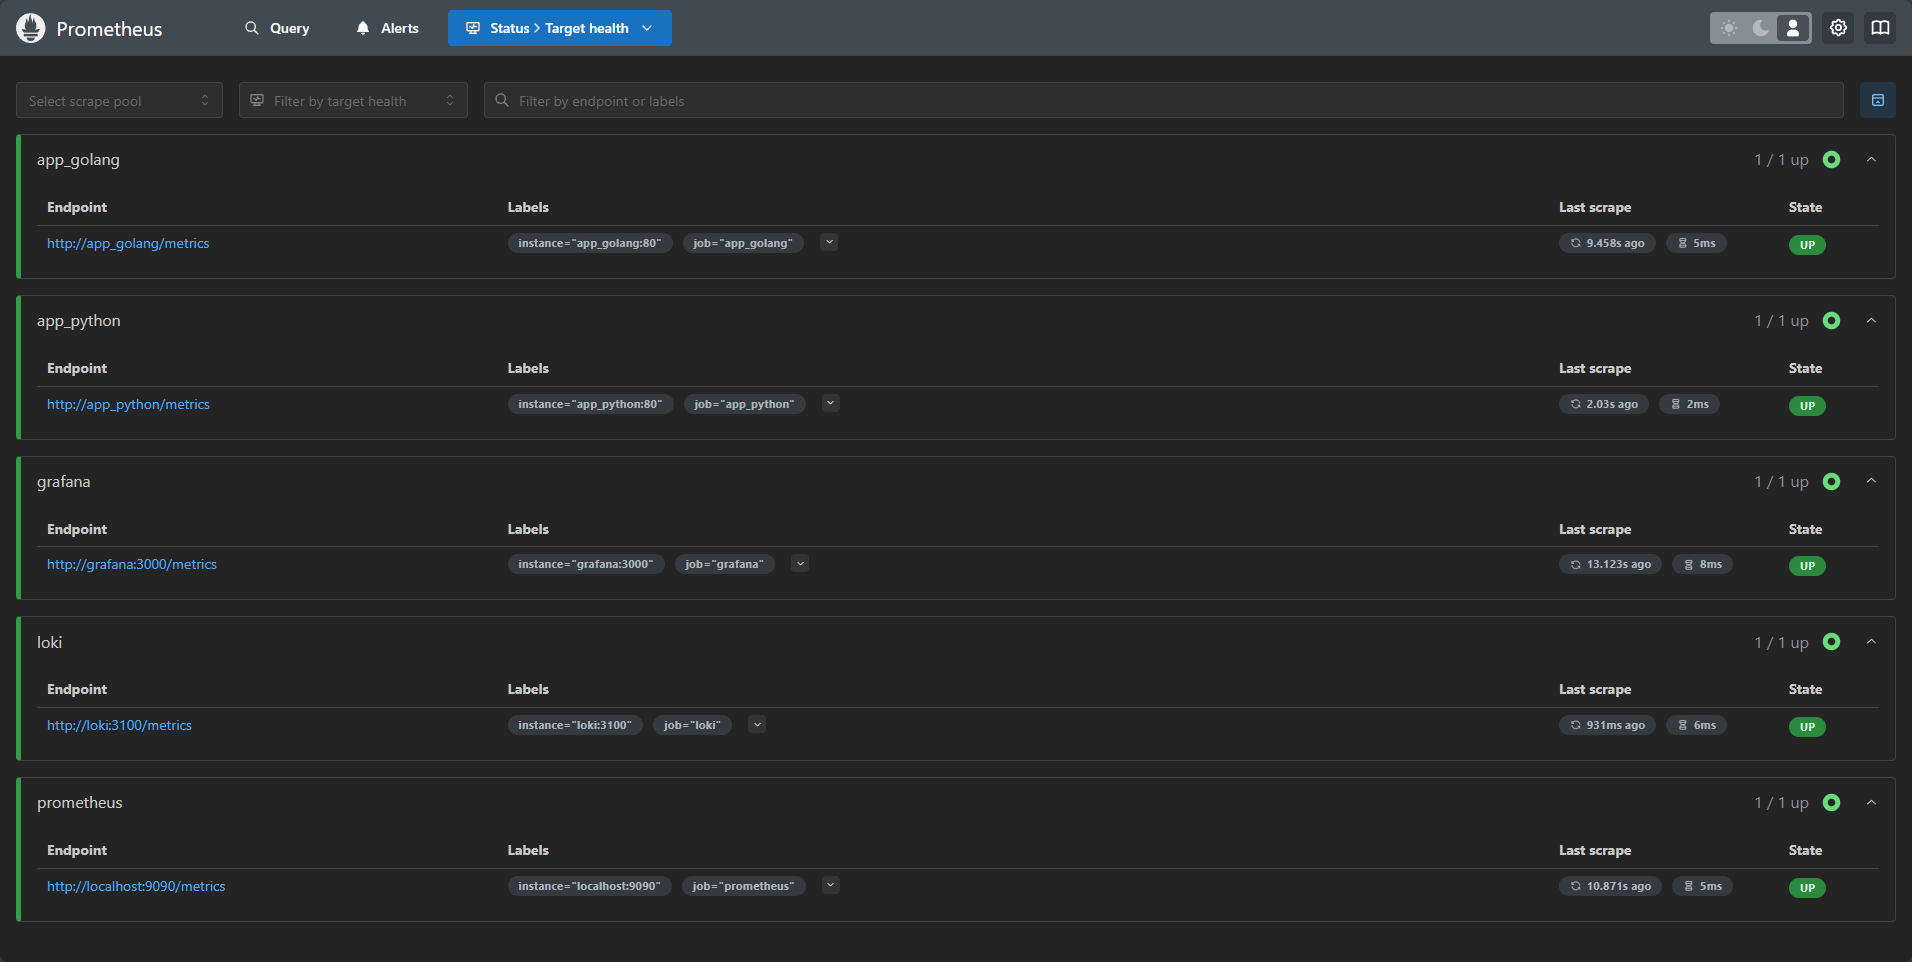 Prometheus Query Alerts Status > Target health
Select scrape pool Filter by target health Filter by endpoint or labels
app_golang 1 / 1 up
Endpoint Labels Last scrape State
http://app_golang/metrics instance="app_golang:80" job="app_golang" 9.458s ago 5ms UP
app_python 1 / 1 up
Endpoint Labels Last scrape State
http://app_python/metrics instance="app_python:80" job="app_python" 2.03s ago 2ms UP
grafana 1 / 1 up
Endpoint Labels Last scrape State
http://grafana:3000/metrics instance="grafana:3000" job="grafana" 13.123s ago 8ms UP
loki 1 / 1 up
Endpoint Labels Last scrape State
http://loki:3100/metrics instance="loki:3100" job="loki" 931ms ago 6ms UP
prometheus 1 / 1 up
Endpoint Labels Last scrape State
http://localhost:9090/metrics instance="localhost:9090" job="prometheus" 10.871s ago 5ms UP